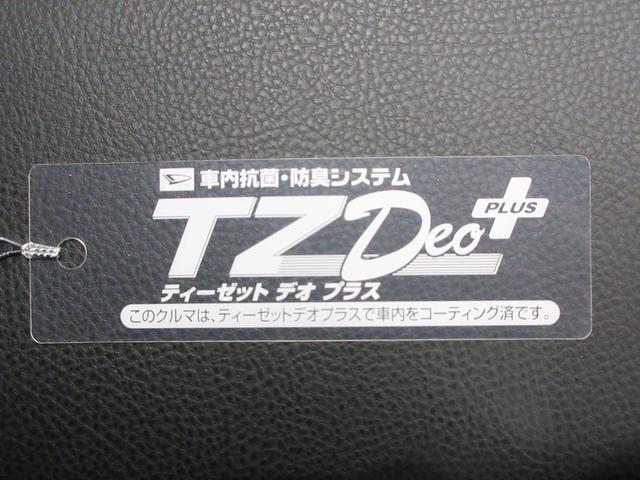 車内抗菌・防臭システム
TZDeo PLUS
ティーゼット デオ プラス
このクルマは、ティーゼットデオプラスで車内をコーティング済です。